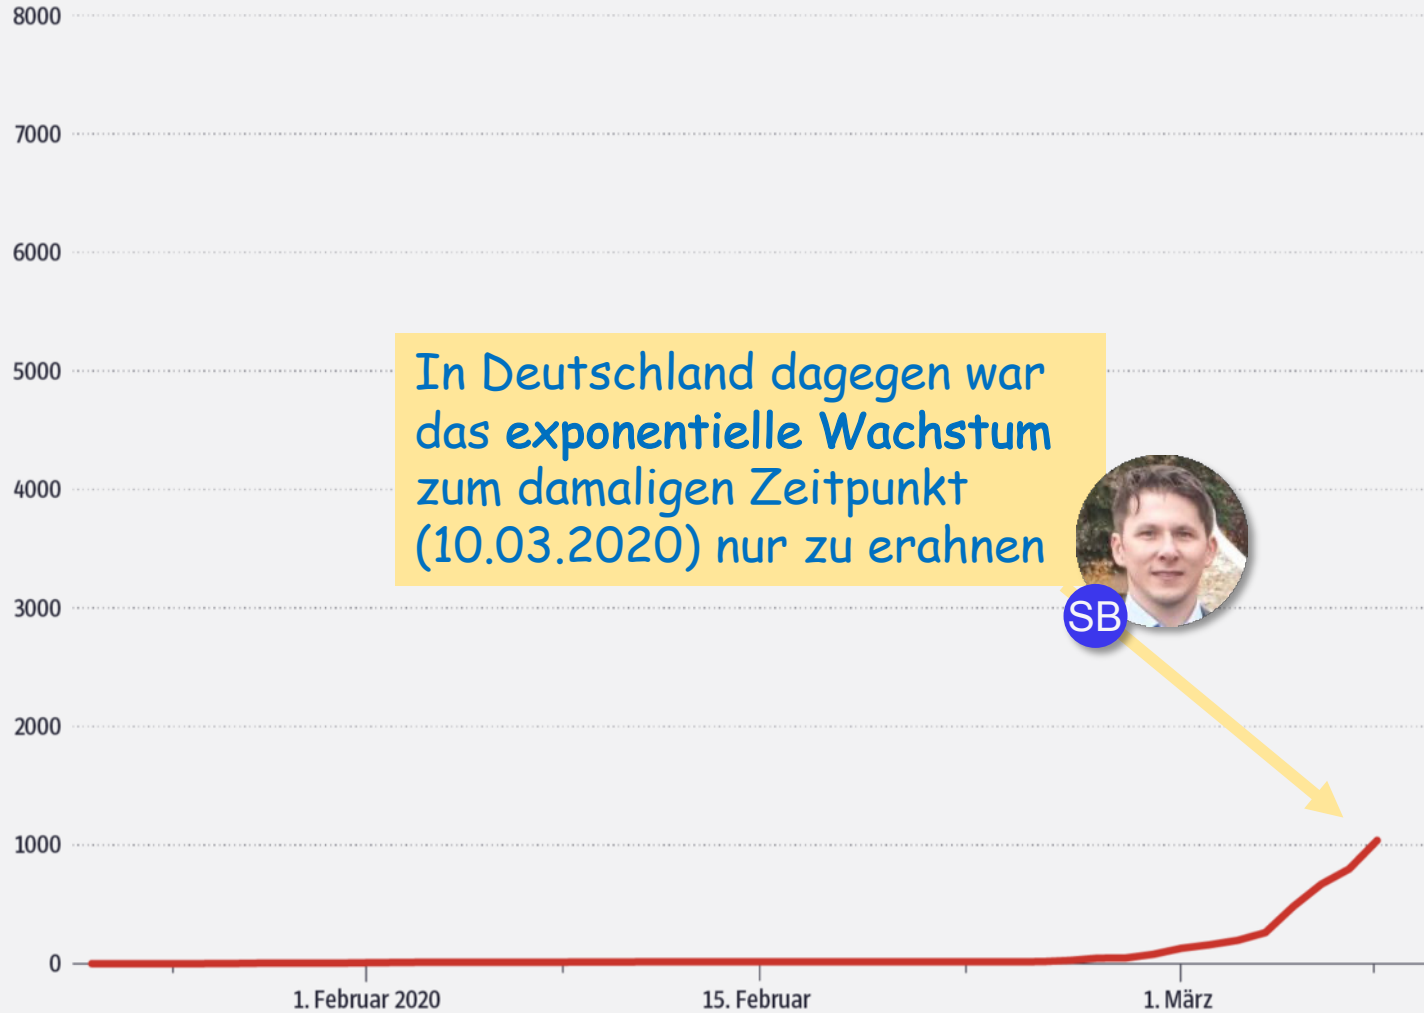 8000
7000
6000
5000
4000
3000
2000
1000
0
In Deutschland dagegen war
das exponentielle Wachstum
zum damaligen Zeitpunkt
(10.03.2020) nur zu erahnen
SB
1. Februar 2020
15. Februar
1. März